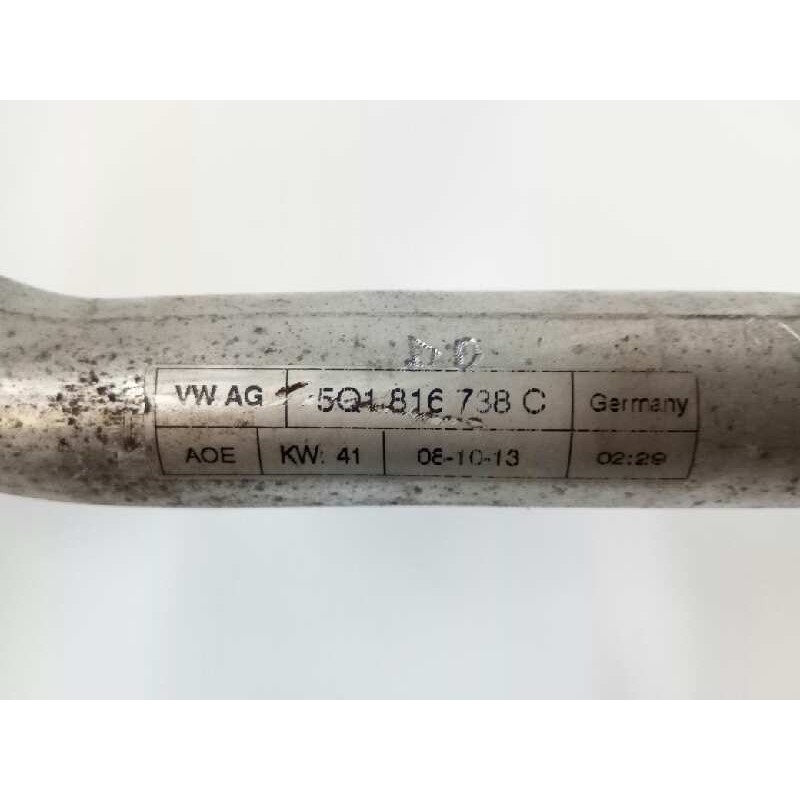 VW AG 5Q1 816 738 C Germany
AOE KW: 41 08-10-13 02:29